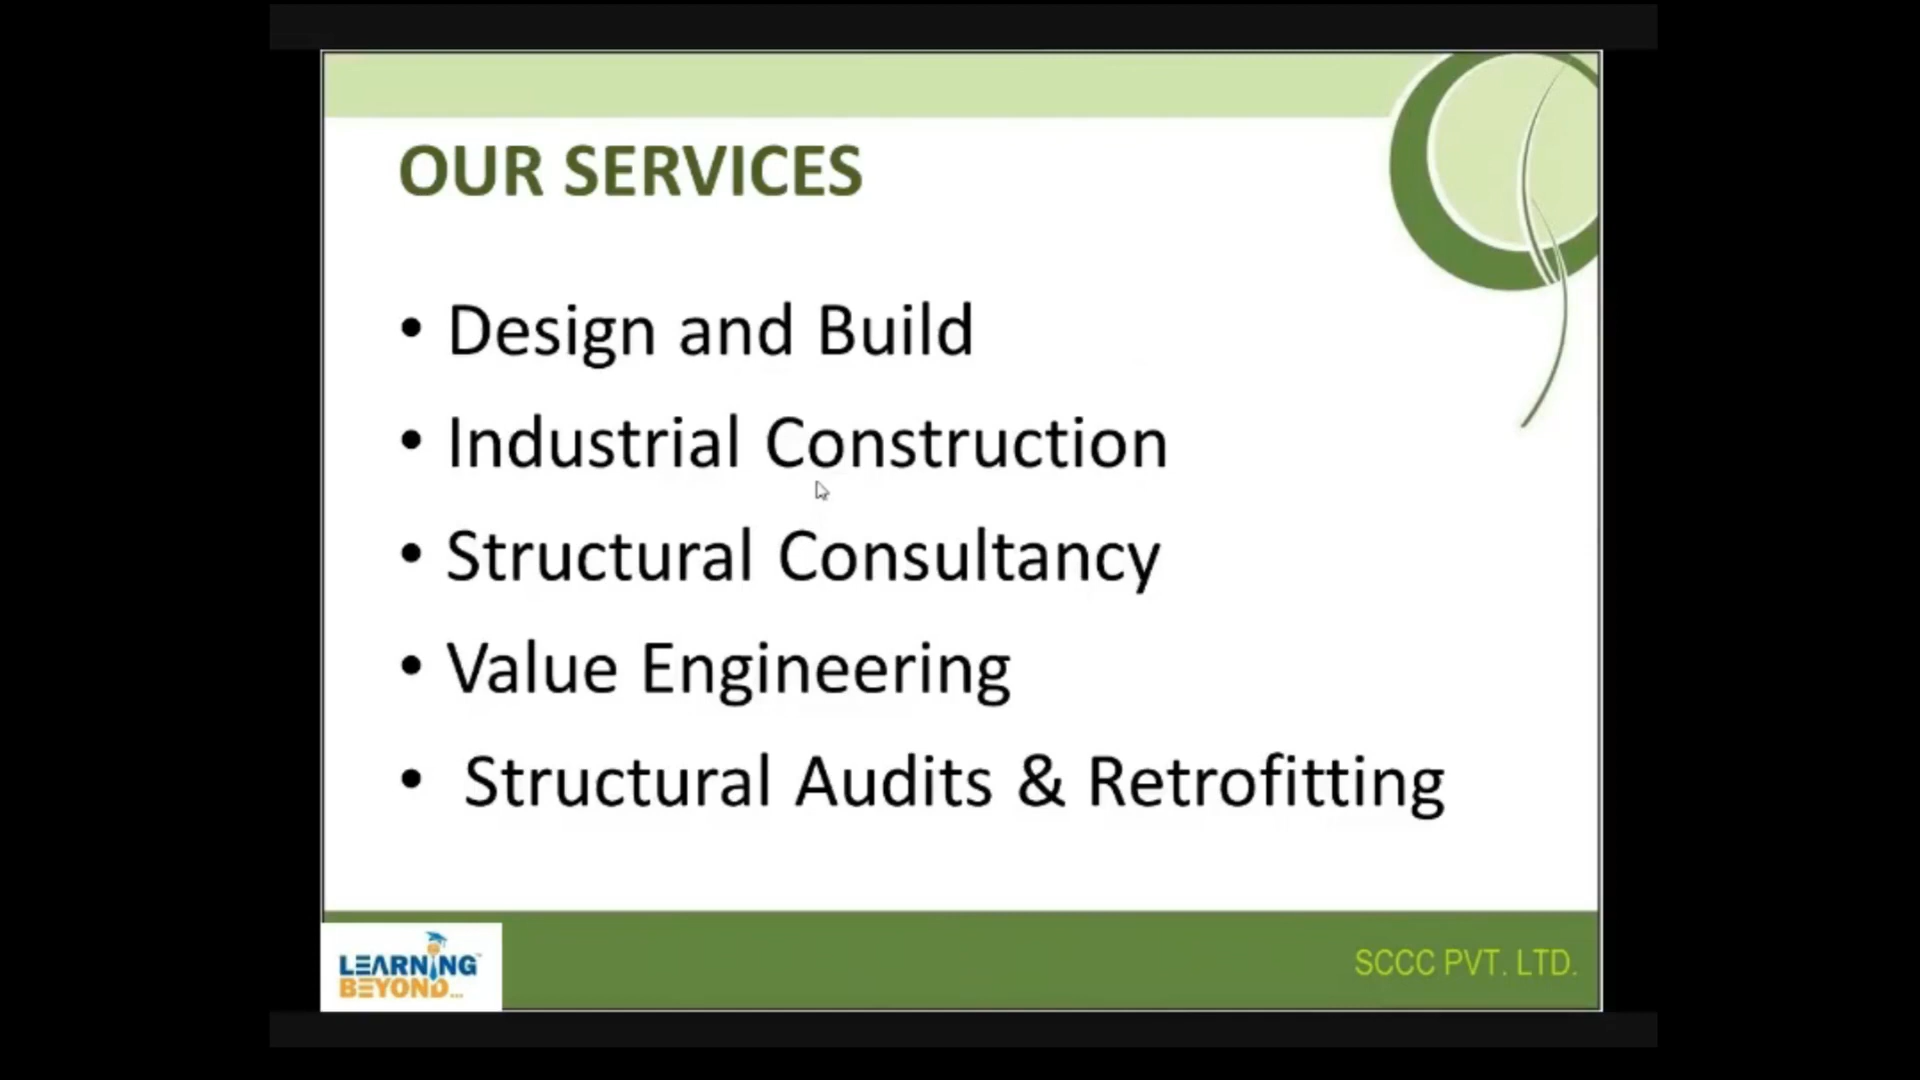 OUR SERVICES
• Design and Build
• Industrial Construction
• Structural Consultancy
• Value Engineering
• Structural Audits & Retrofitting
LEARNING
BEYOND...
SCCC PVT. LTD.